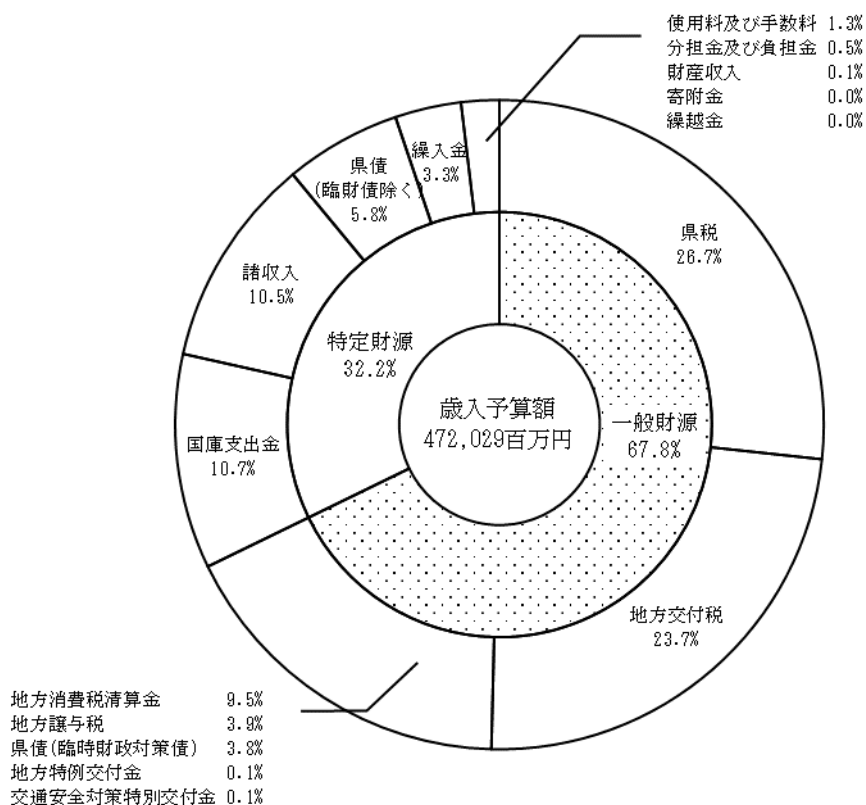 使用料及び手数料 1.3%
分担金及び負担金 0.5%
財産収入 0.1%
寄附金 0.0%
繰越金 0.0%
繰入金
3.3%
県債
(臨財債除く)
5.8%
県税
26.7%
諸収入
10.5%
特定財源
32.2%
歳入予算額
472,029百万円
一般財源
67.8%
国庫支出金
10.7%
地方交付税
23.7%
地方消費税清算金 9.5%
地方譲与税 3.9%
県債(臨時財政対策債) 3.8%
地方特例交付金 0.1%
交通安全対策特別交付金 0.1%